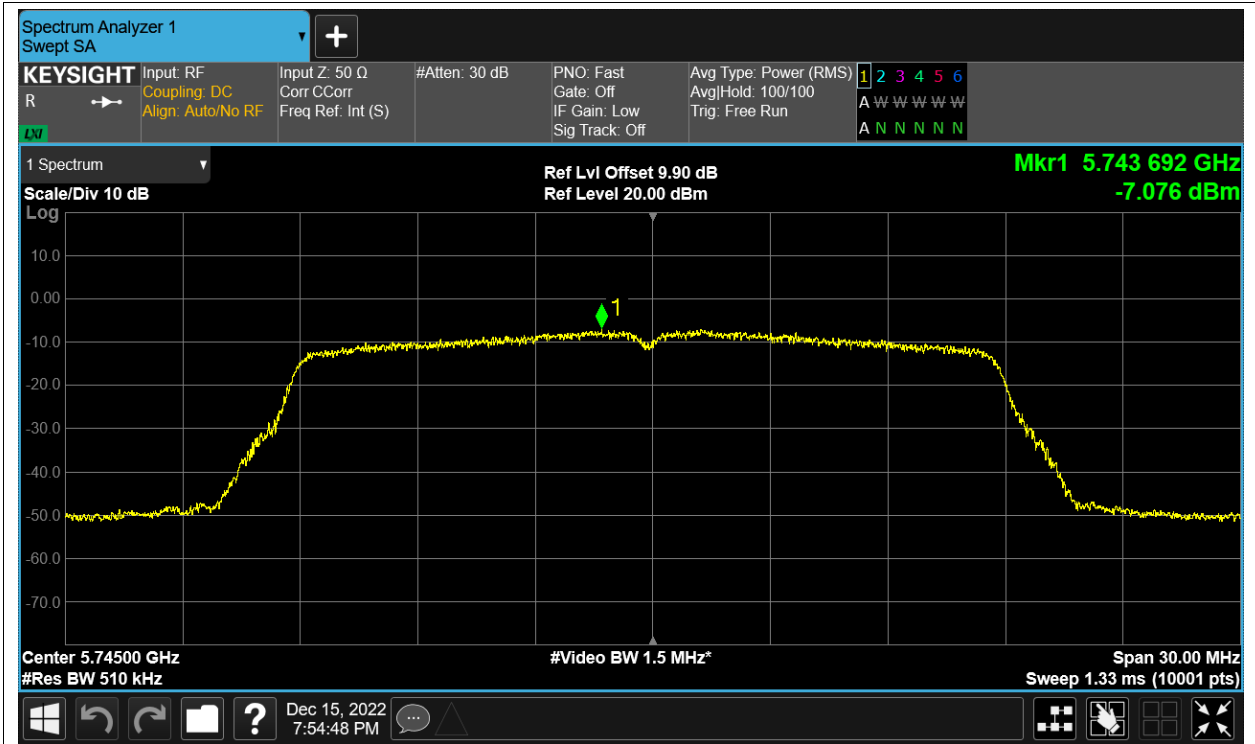 Spectrum Analyzer 1
Swept SA
+
KEYSIGHT
R
LXI
Input: RF
Coupling: DC
Align: Auto/No RF
Input Z: 50 Ω
Corr CCorr
Freq Ref: Int (S)
#Atten: 30 dB
PNO: Fast
Gate: Off
IF Gain: Low
Sig Track: Off
Avg Type: Power (RMS)
Avg|Hold: 100/100
Trig: Free Run
1 2 3 4 5 6
A W W W W W
A N N N N N
1 Spectrum
Scale/Div 10 dB
Log
Ref Lvl Offset 9.90 dB
Ref Level 20.00 dBm
Mkr1 5.743 692 GHz
-7.076 dBm
1
10.0
0.00
-10.0
-20.0
-30.0
-40.0
-50.0
-60.0
-70.0
Center 5.74500 GHz
#Res BW 510 kHz
#Video BW 1.5 MHz*
Span 30.00 MHz
Sweep 1.33 ms (10001 pts)
?
Dec 15, 2022
7:54:48 PM